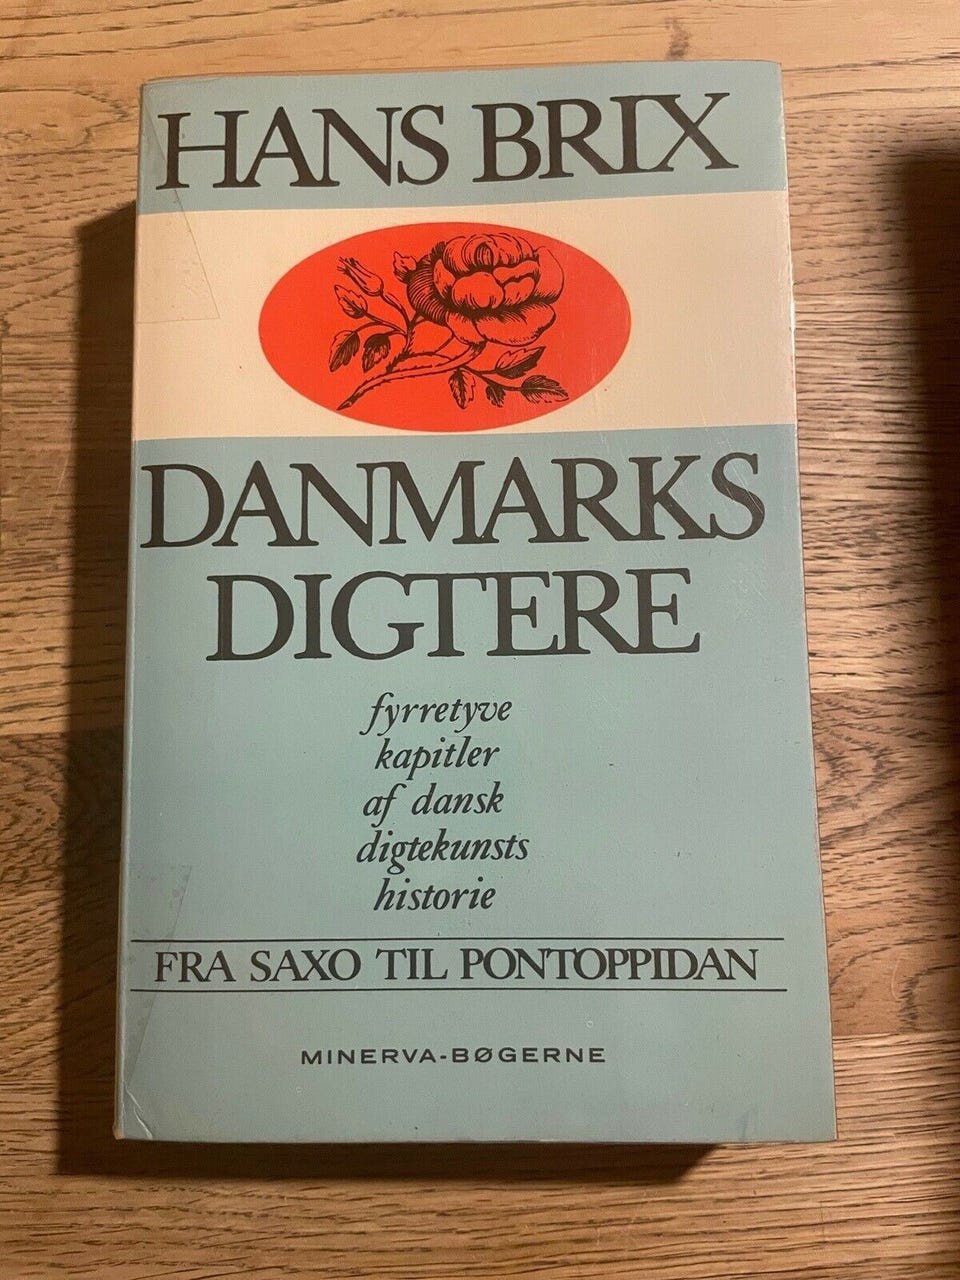 HANS BRIX
DANMARKS
DIGTERE
fyrretyve
kapitler
af dansk
digtekunsts
historie
FRA SAXO TIL PONTOPPIDAN
MINERVA-BØGERNE